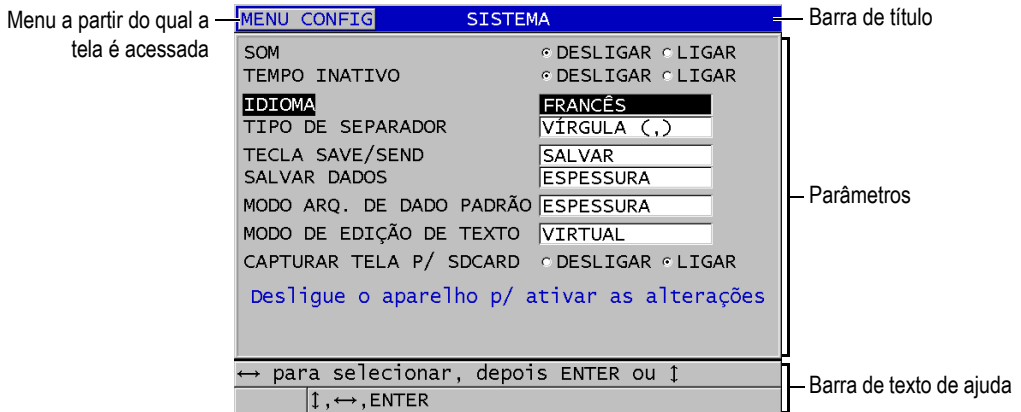 Menu a partir do qual a
tela é acessada
MENU CONFIG SISTEMA
Barra de título
SOM DESLIGAR LIGAR
TEMPO INATIVO DESLIGAR LIGAR
IDIOMA FRANCÊS
TIPO DE SEPARADOR VÍRGULA (,)
TECLA SAVE/SEND SALVAR
SALVAR DADOS ESPESSURA
MODO ARQ. DE DADO PADRÃO ESPESSURA
MODO DE EDIÇÃO DE TEXTO VIRTUAL
CAPTURAR TELA P/ SDCARD DESLIGAR LIGAR
Desligue o aparelho p/ ativar as alterações
Parâmetros
↔ para selecionar, depois ENTER ou ↕
↕,↔,ENTER
Barra de texto de ajuda